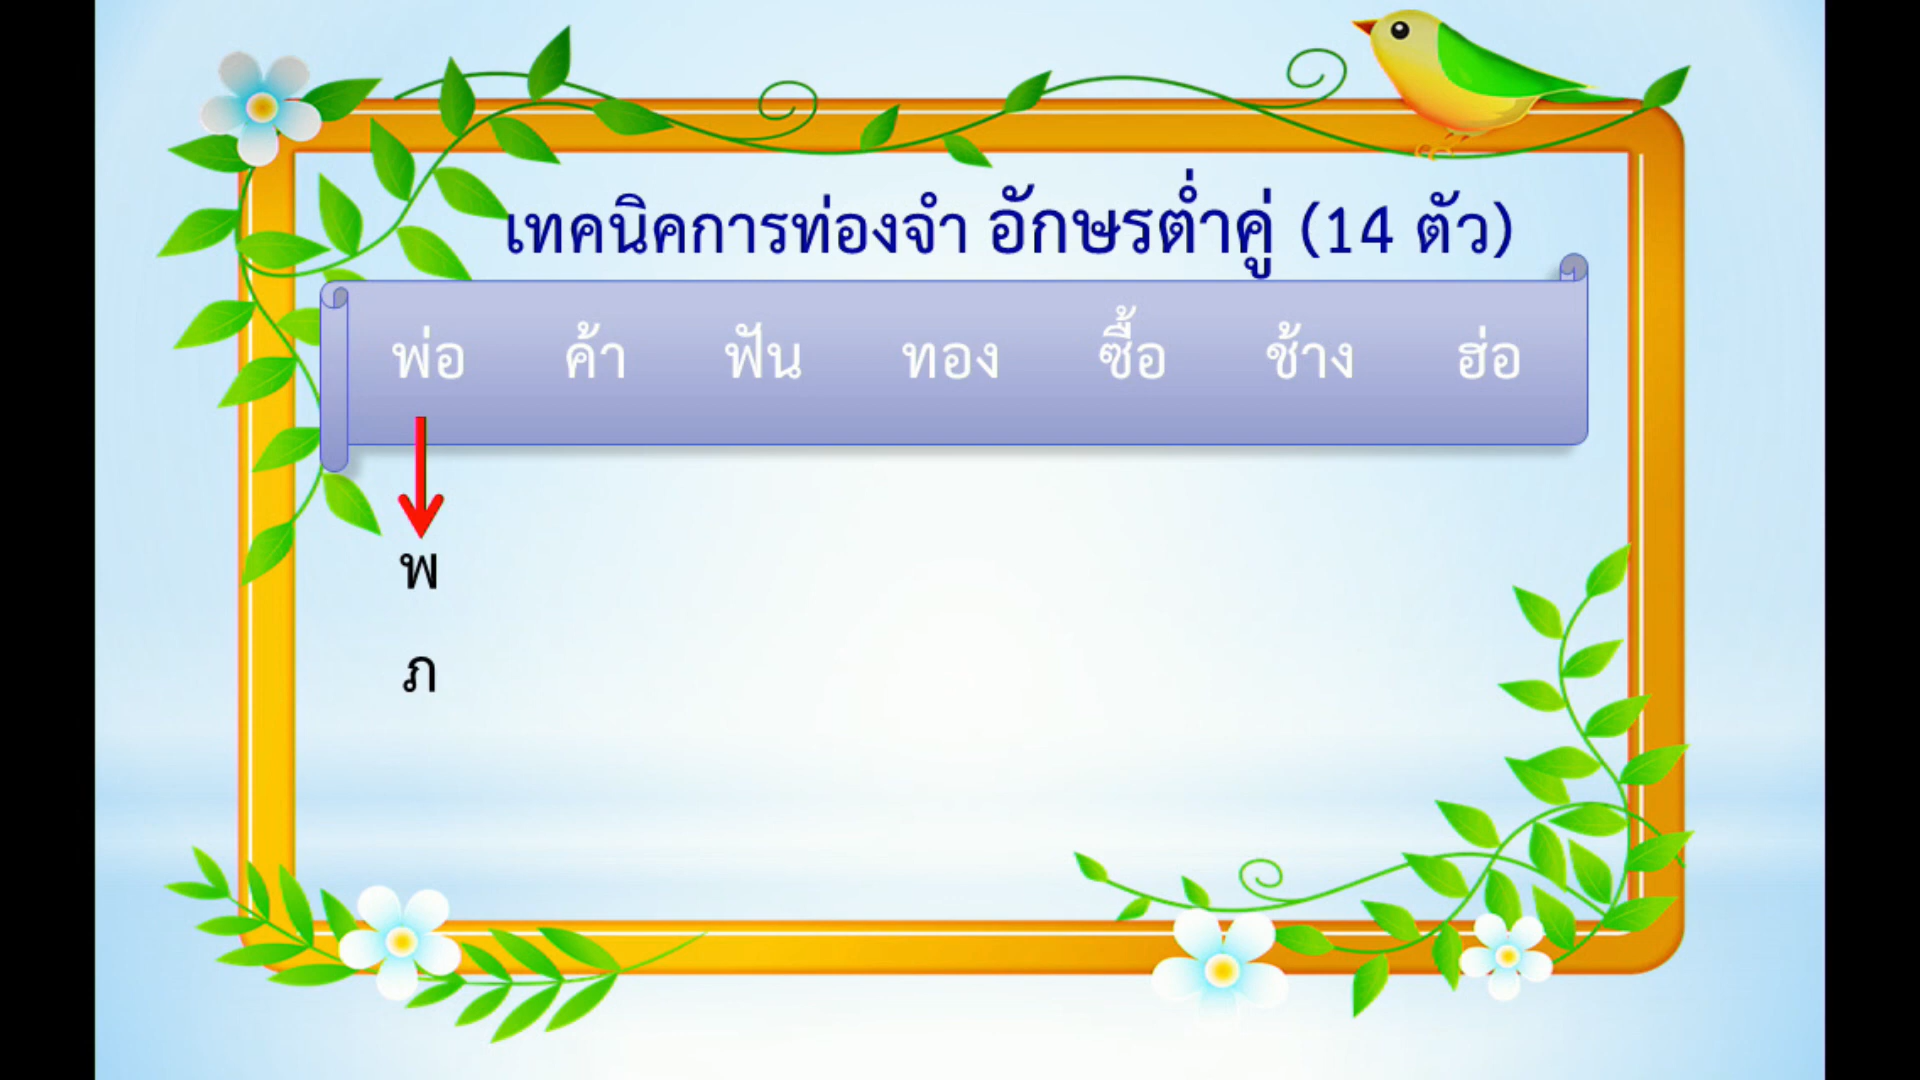 เทคนิคการท่องจำ อักษรต่ำคู่ (14 ตัว)
พ่อ ค้า ฟัน ทอง ซื้อ ช้าง ฮ่อ
พ
ภ